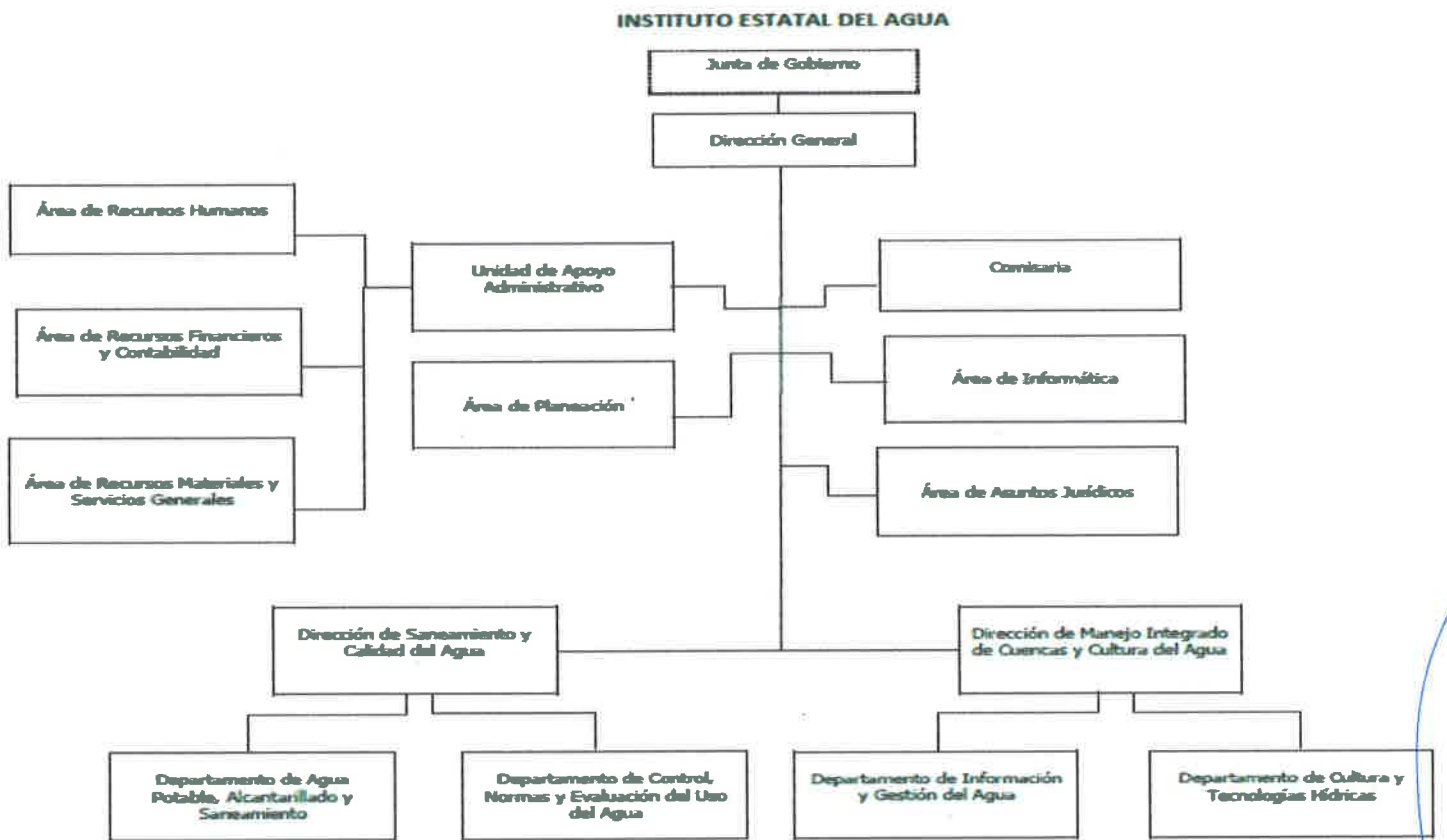 INSTITUTO ESTATAL DEL AGUA
Junta de Gobierno
Dirección General
Área de Recursos Humanos
Unidad de Apoyo
Administrativo
Comisaria
Área de Recursos Financieros
y Contabilidad
Área de Planeación
Área de Informática
Área de Recursos Materiales y
Servicios Generales
Área de Asuntos Jurídicos
Dirección de Saneamiento y
Calidad del Agua
Dirección de Manejo Integrado
de Cuencas y Cultura del Agua
Departamento de Agua
Potable, Alcantarillado y
Saneamiento
Departamento de Control,
Normas y Evaluación del Uso
del Agua
Departamento de Información
y Gestión del Agua
Departamento de Cultura y
Tecnologías Hídricas